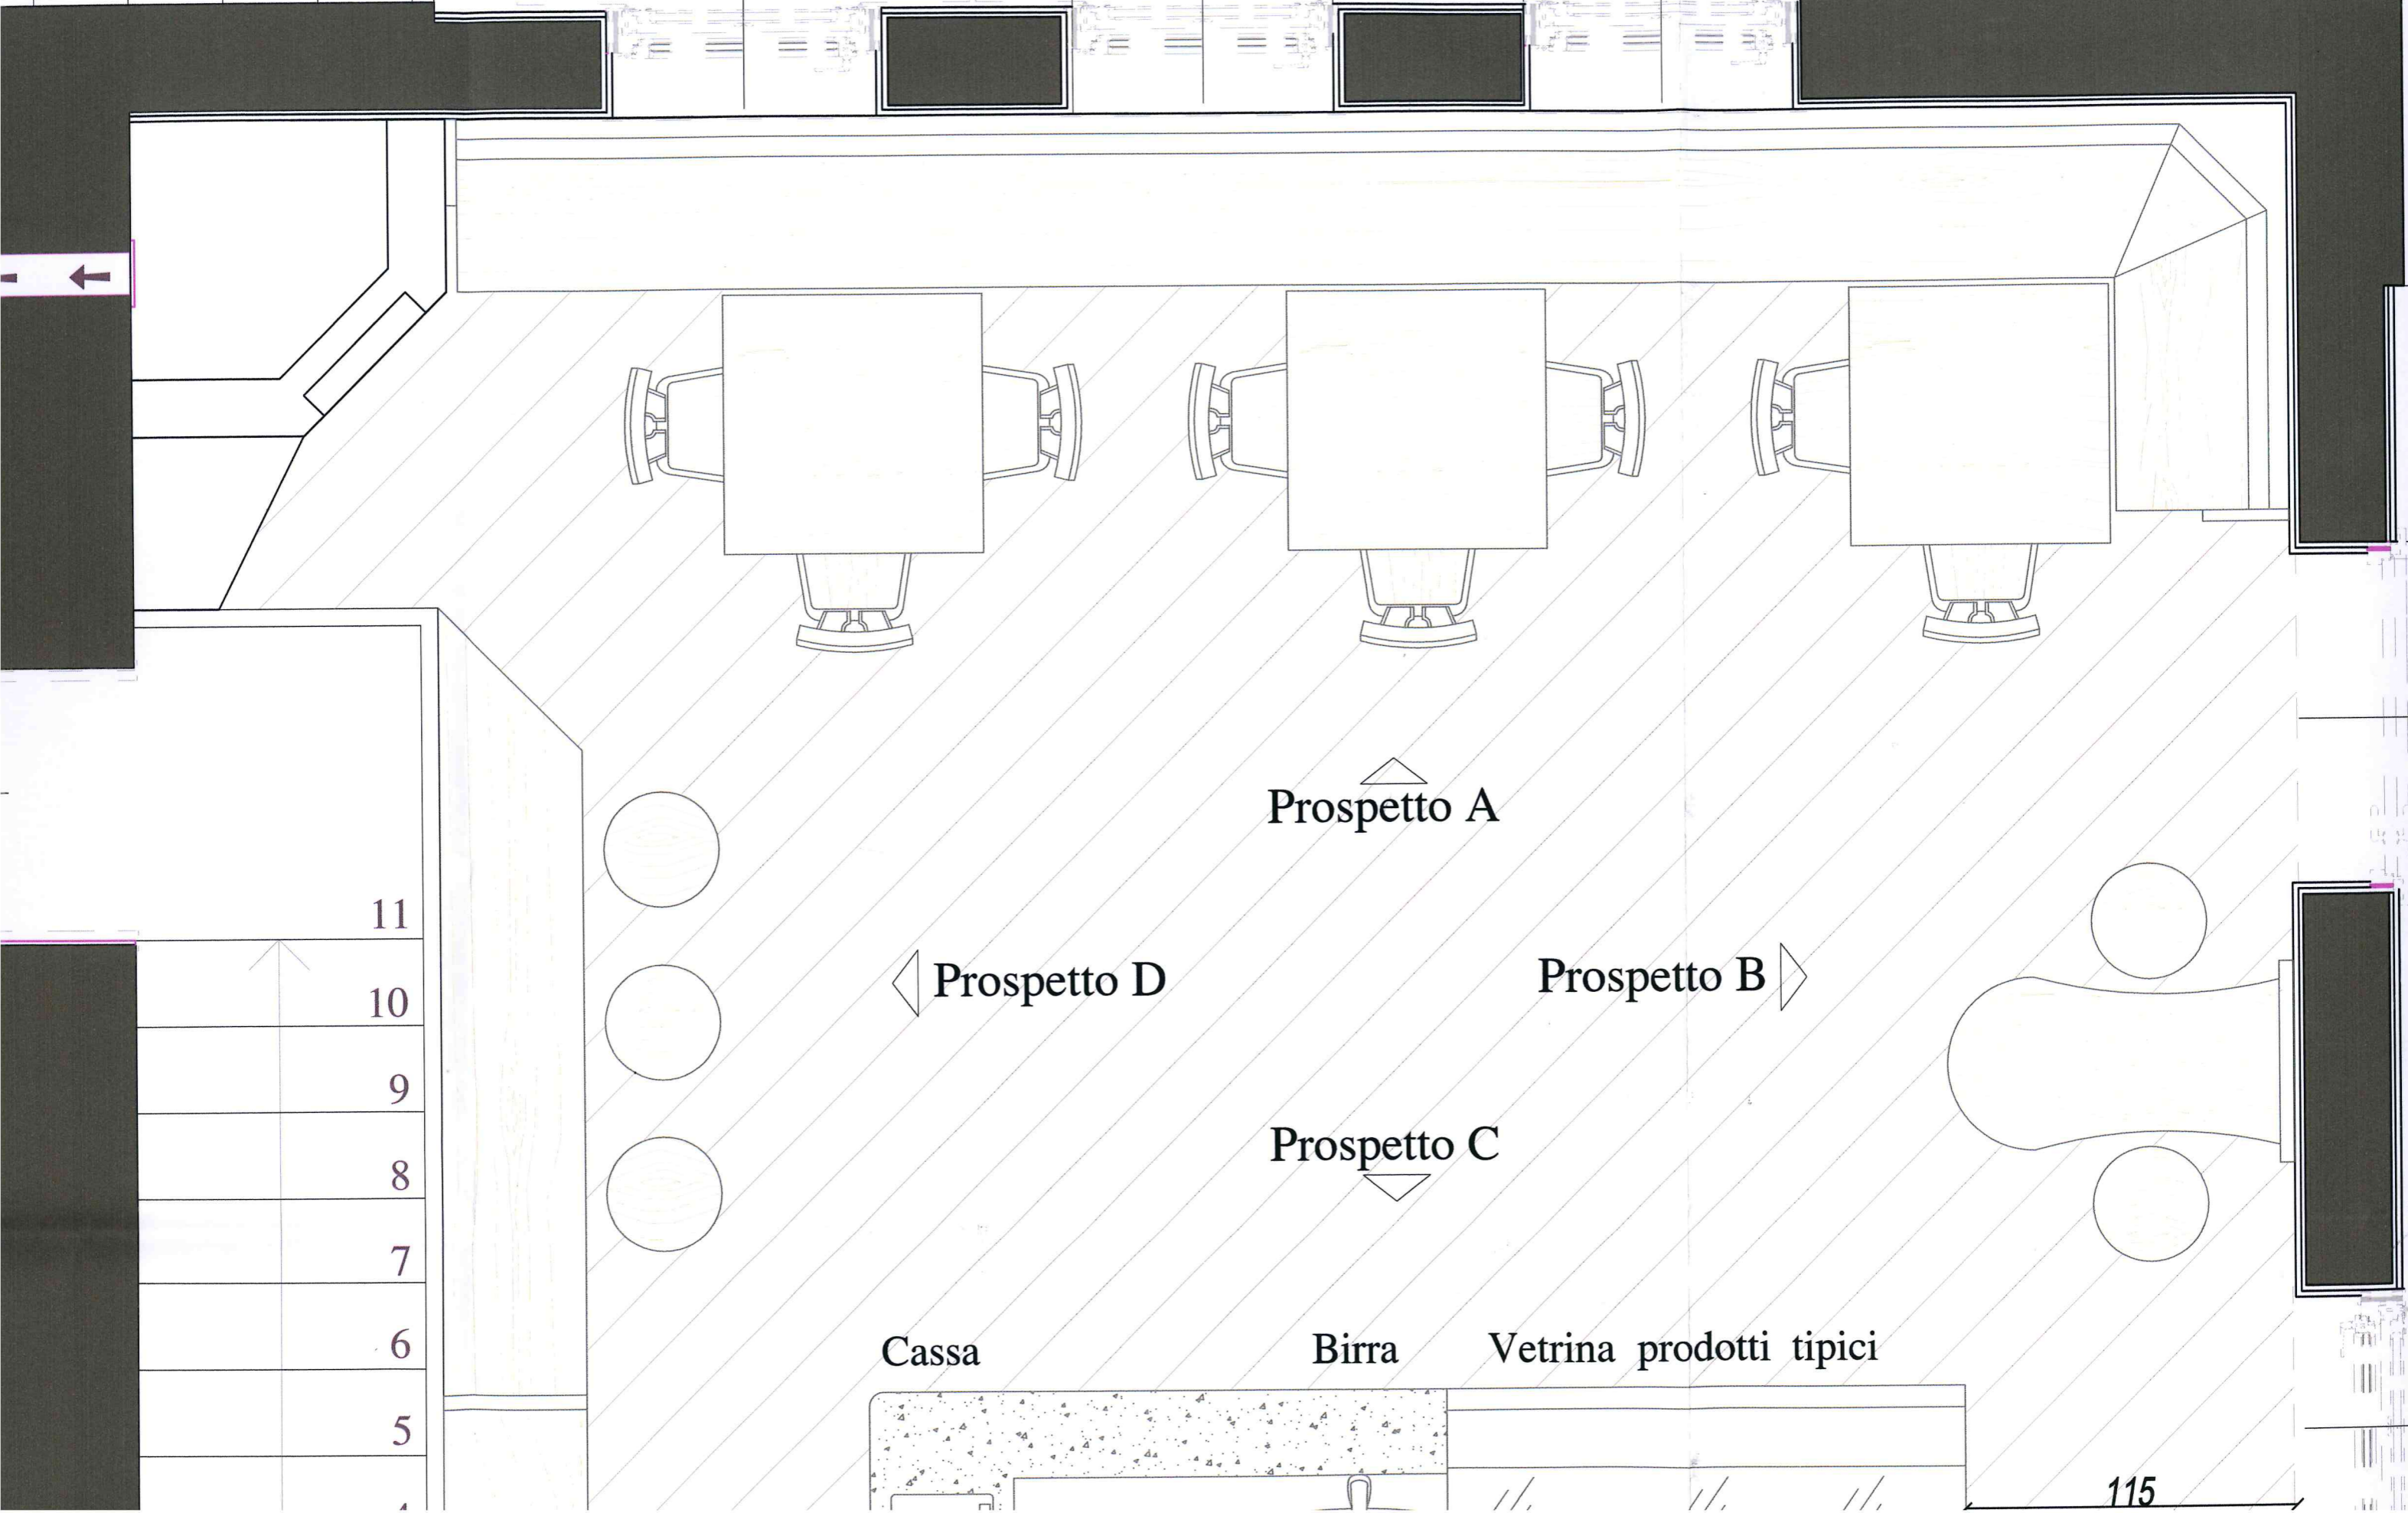 Prospetto A
11
Prospetto D
Prospetto B
10
9
Prospetto C
8
7
6
Cassa
Birra
Vetrina prodotti tipici
5
115